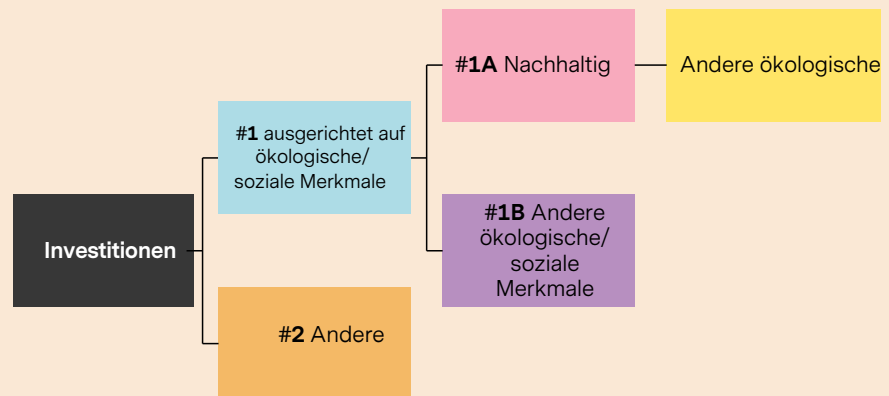 #1A Nachhaltig
Andere ökologische
#1 ausgerichtet auf
ökologische/
soziale Merkmale
#1B Andere
ökologische/
soziale
Merkmale
Investitionen
#2 Andere